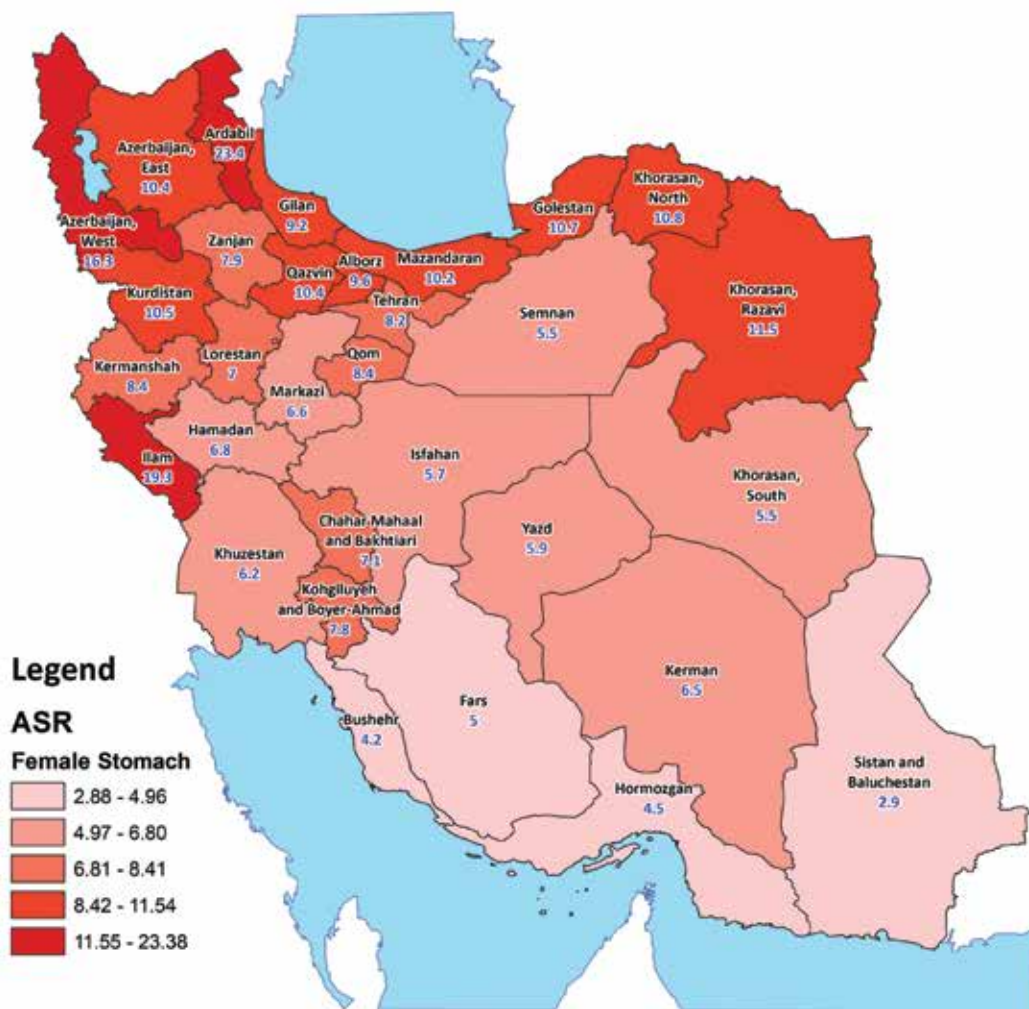 Ardabil
23.4
Azerbaijan,
East
10.4
Khorasan,
North
10.8
Gilan
9.2
Golestan
10.7
Azerbaijan,
West
16.3
Zanjan
7.9
Qazvin
10.4
Alborz
9.6
Mazandaran
10.2
Tehran
8.2
Kurdistan
10.5
Khorasan,
Razavi
11.5
Semnan
5.5
Kermanshah
8.4
Lorestan
7
Qom
8.4
Markazi
6.6
Hamadan
6.8
Ilam
19.3
Isfahan
5.7
Khorasan,
South
5.5
Yazd
5.9
Chahar Mahaal
and Bakhtiari
7.1
Khuzestan
6.2
Kohgiluyeh
and Boyer-Ahmad
7.8
Kerman
6.5
Fars
5
Bushehr
4.2
Hormozgan
4.5
Sistan and
Baluchestan
2.9
Legend
ASR
Female Stomach
2.88 - 4.96
4.97 - 6.80
6.81 - 8.41
8.42 - 11.54
11.55 - 23.38